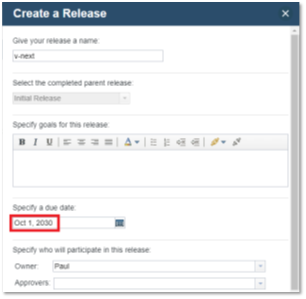 Create a Release
Give your release a name:
v-next
Select the completed parent release:
Initial Release
Specify goals for this release:
B I U A
Specify a due date:
Oct 1, 2030
Specify who will participate in this release:
Owner: Paul
Approvers: